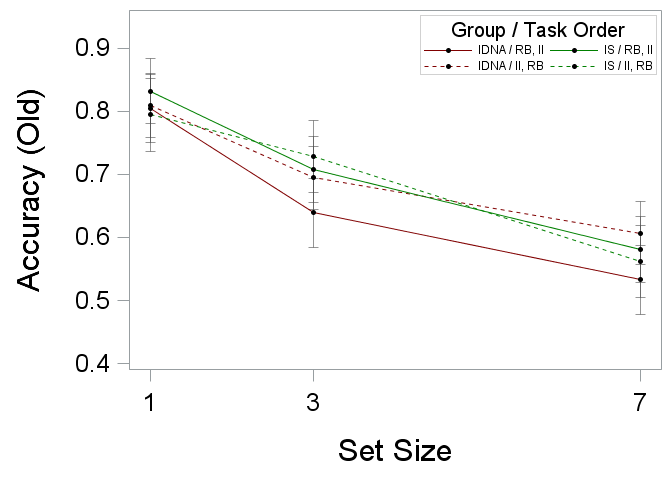 Group / Task Order
IDNA / RB, II
IS / RB, II
IDNA / II, RB
IS / II, RB
0.9
0.8
0.7
0.6
0.5
0.4
Accuracy (Old)
1
3
7
Set Size